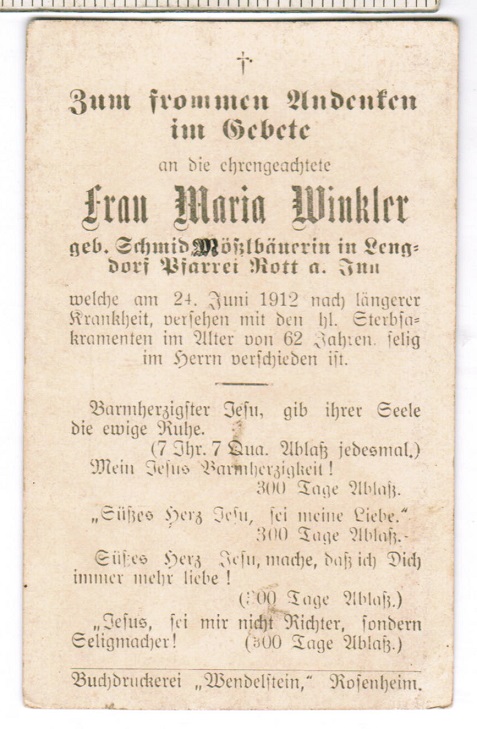 Zum frommen Andenken
im Gebete
an die ehrengeachtete
Frau Maria Winkler
geb. Schmid Mößlbäuerin in Leng-
dorf Pfarrei Rott a. Inn
welche am 24. Juni 1912 nach längerer
Krankheit, versehen mit den hl. Sterbsa-
kramenten im Alter von 62 Jahren. selig
im Herrn verschieden ist.
Barmherzigster Jesu, gib ihrer Seele
die ewige Ruhe.
(7 Ihr. 7 Qua. Ablaß jedesmal.)
Mein Jesus Barmherzigkeit!
300 Tage Ablaß.
„Süßes Herz Jesu, sei meine Liebe."
300 Tage Ablaß.
Süßes Herz Jesu, mache, daß ich Dich
immer mehr liebe!
(300 Tage Ablaß.)
„Jesus, sei mir nicht Richter, sondern
Seligmacher! (300 Tage Ablaß.)
Buchdruckerei „Wendelstein," Rosenheim.